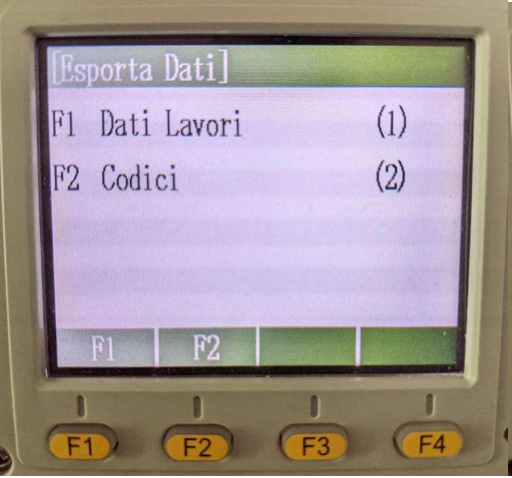 [Esporta Dati]
F1 Dati Lavori (1)
F2 Codici (2)
F1 F2
F1 F2 F3 F4